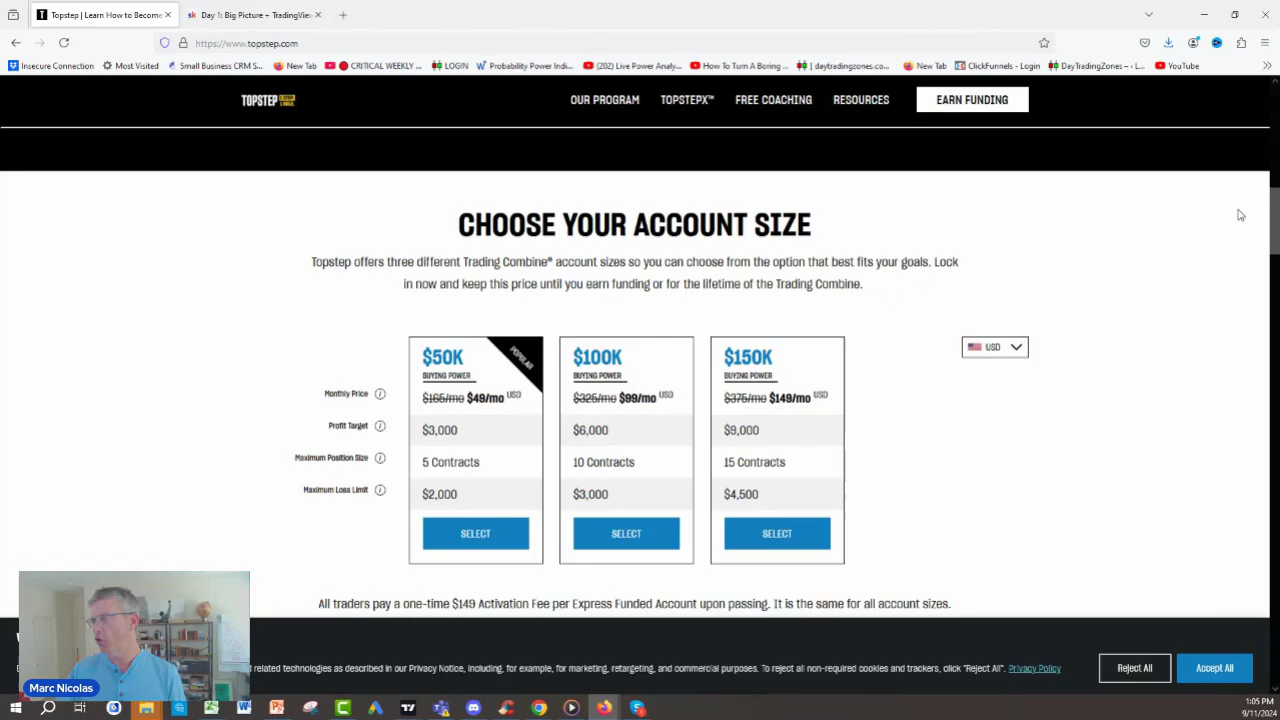 Topstep | Learn How to Become
sk Day 1: Big Picture + TradingView
https://www.topstep.com
Insecure Connection Most Visited Small Business CRM S... New Tab CRITICAL WEEKLY ... LOGIN Probability Power Indi... (202) Live Power Analy... How To Turn A Boring ... | daytradingzones.co... New Tab ClickFunnels - Login DayTradingZones – ‹ L... YouTube
TOPSTEP
OUR PROGRAM TOPSTEPX™ FREE COACHING RESOURCES EARN FUNDING
CHOOSE YOUR ACCOUNT SIZE
Topstep offers three different Trading Combine® account sizes so you can choose from the option that best fits your goals. Lock
in now and keep this price until you earn funding or for the lifetime of the Trading Combine.
USD
$50K POPULAR $100K $150K
BUYING POWER BUYING POWER BUYING POWER
Monthly Price $165/mo $49/mo USD $325/mo $99/mo USD $375/mo $149/mo USD
Profit Target $3,000 $6,000 $9,000
Maximum Position Size 5 Contracts 10 Contracts 15 Contracts
Maximum Loss Limit $2,000 $3,000 $4,500
SELECT SELECT SELECT
All traders pay a one-time $149 Activation Fee per Express Funded Account upon passing. It is the same for all account sizes.
related technologies as described in our Privacy Notice, including, for example, for marketing, retargeting, and commercial purposes. To reject all non-required cookies and trackers, click "Reject All". Privacy Policy
Reject All Accept All
Marc Nicolas
1:05 PM
9/11/2024